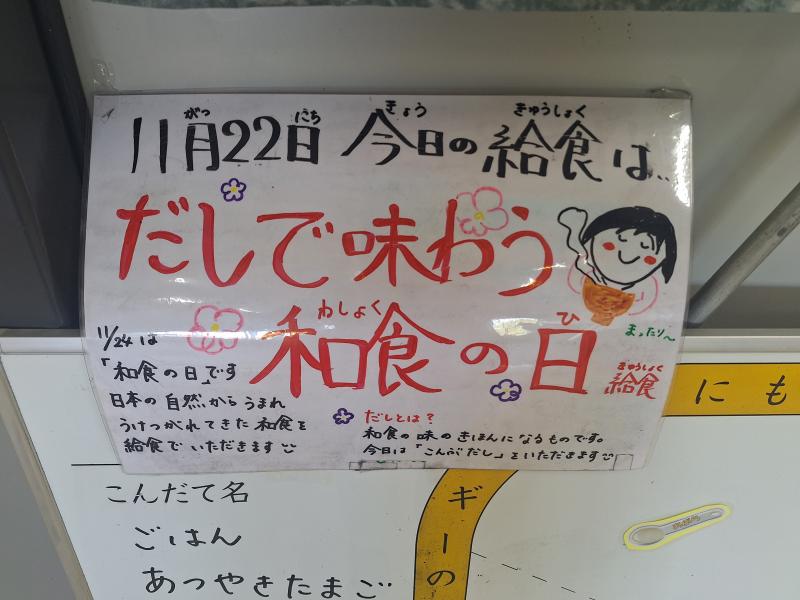 11月22日 今日の給食は…
がつ にち きょう きゅうしょく
だしで味わう
和食の日給食
わしょく ひ きゅうしょく
まったり〜
11/24は
「和食の日」です
日本の自然からうまれ
うけつがれてきた和食を
給食でいただきます
だしとは?
和食の味のきほんになるものです。
今日は「こんぶだし」をいただきます
にも
ギーの
こんだて名
ごはん
あつやきたまご